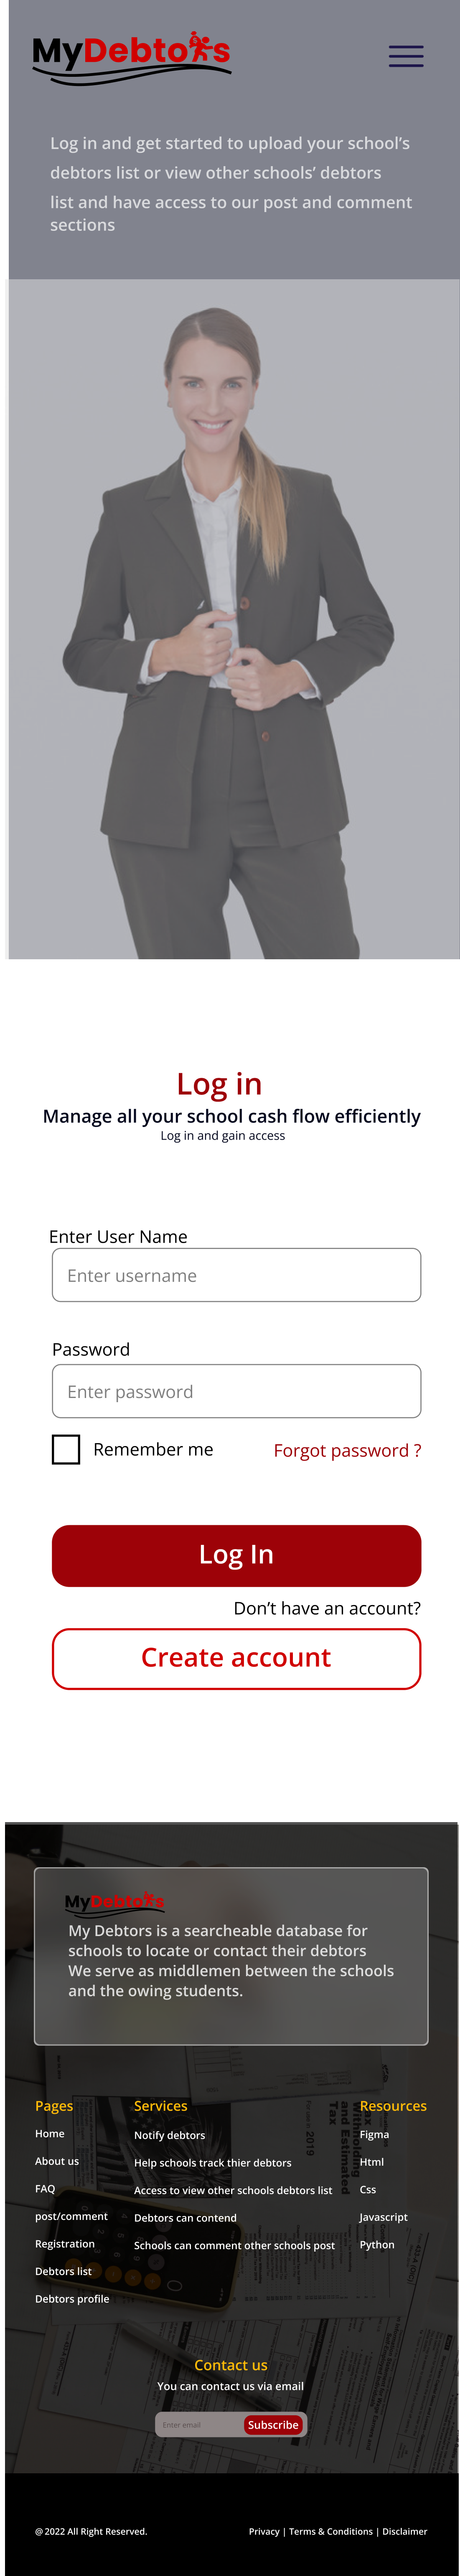 MyDebtors
Log in and get started to upload your school’s
debtors list or view other schools’ debtors
list and have access to our post and comment
sections
Log in
Manage all your school cash flow efficiently
Log in and gain access
Enter User Name
Enter username
Password
Enter password
Remember me
Forgot password ?
Log In
Don’t have an account?
Create account
MyDebtors
My Debtors is a searcheable database for
schools to locate or contact their debtors
We serve as middlemen between the schools
and the owing students.
Pages
Home
About us
FAQ
post/comment
Registration
Debtors list
Debtors profile
Services
Notify debtors
Help schools track thier debtors
Access to view other schools debtors list
Debtors can contend
Schools can comment other schools post
Resources
Figma
Html
Css
Javascript
Python
2019
and Estimated
Tax
Contact us
You can contact us via email
Enter email
Subscribe
@ 2022 All Right Reserved.
Privacy | Terms & Conditions | Disclaimer